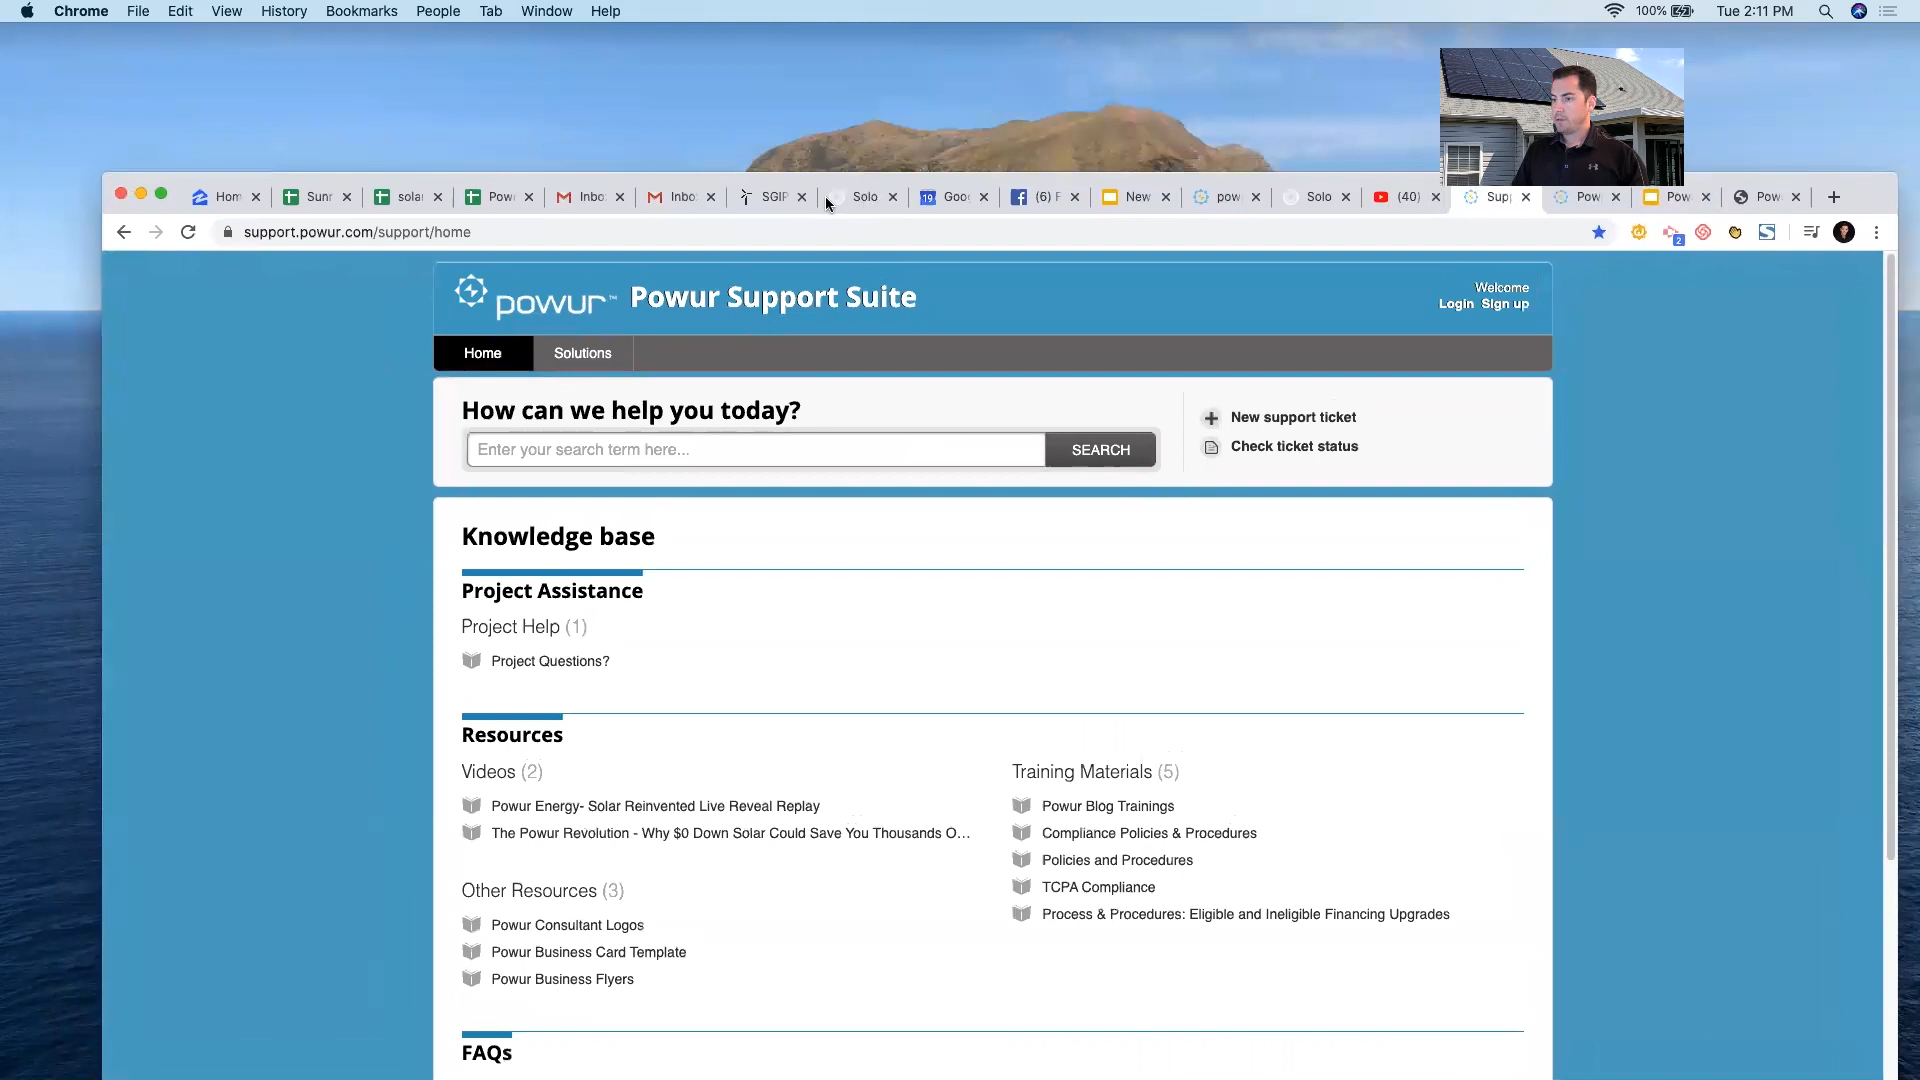 Chrome File Edit View History Bookmarks People Tab Window Help
100% Tue 2:11 PM
Hom Sunr solar Powe Inbo Inbo SGIP Solo 19 Goog (6) F New pow Solo (40) Supp Pow Pow Pow
support.powur.com/support/home
2
powur™ Powur Support Suite
Welcome
Login Sign up
Home Solutions
How can we help you today?
Enter your search term here...
SEARCH
New support ticket
Check ticket status
Knowledge base
Project Assistance
Project Help (1)
Project Questions?
Resources
Videos (2)
Powur Energy- Solar Reinvented Live Reveal Replay
The Powur Revolution - Why $0 Down Solar Could Save You Thousands O...
Other Resources (3)
Powur Consultant Logos
Powur Business Card Template
Powur Business Flyers
Training Materials (5)
Powur Blog Trainings
Compliance Policies & Procedures
Policies and Procedures
TCPA Compliance
Process & Procedures: Eligible and Ineligible Financing Upgrades
FAQs